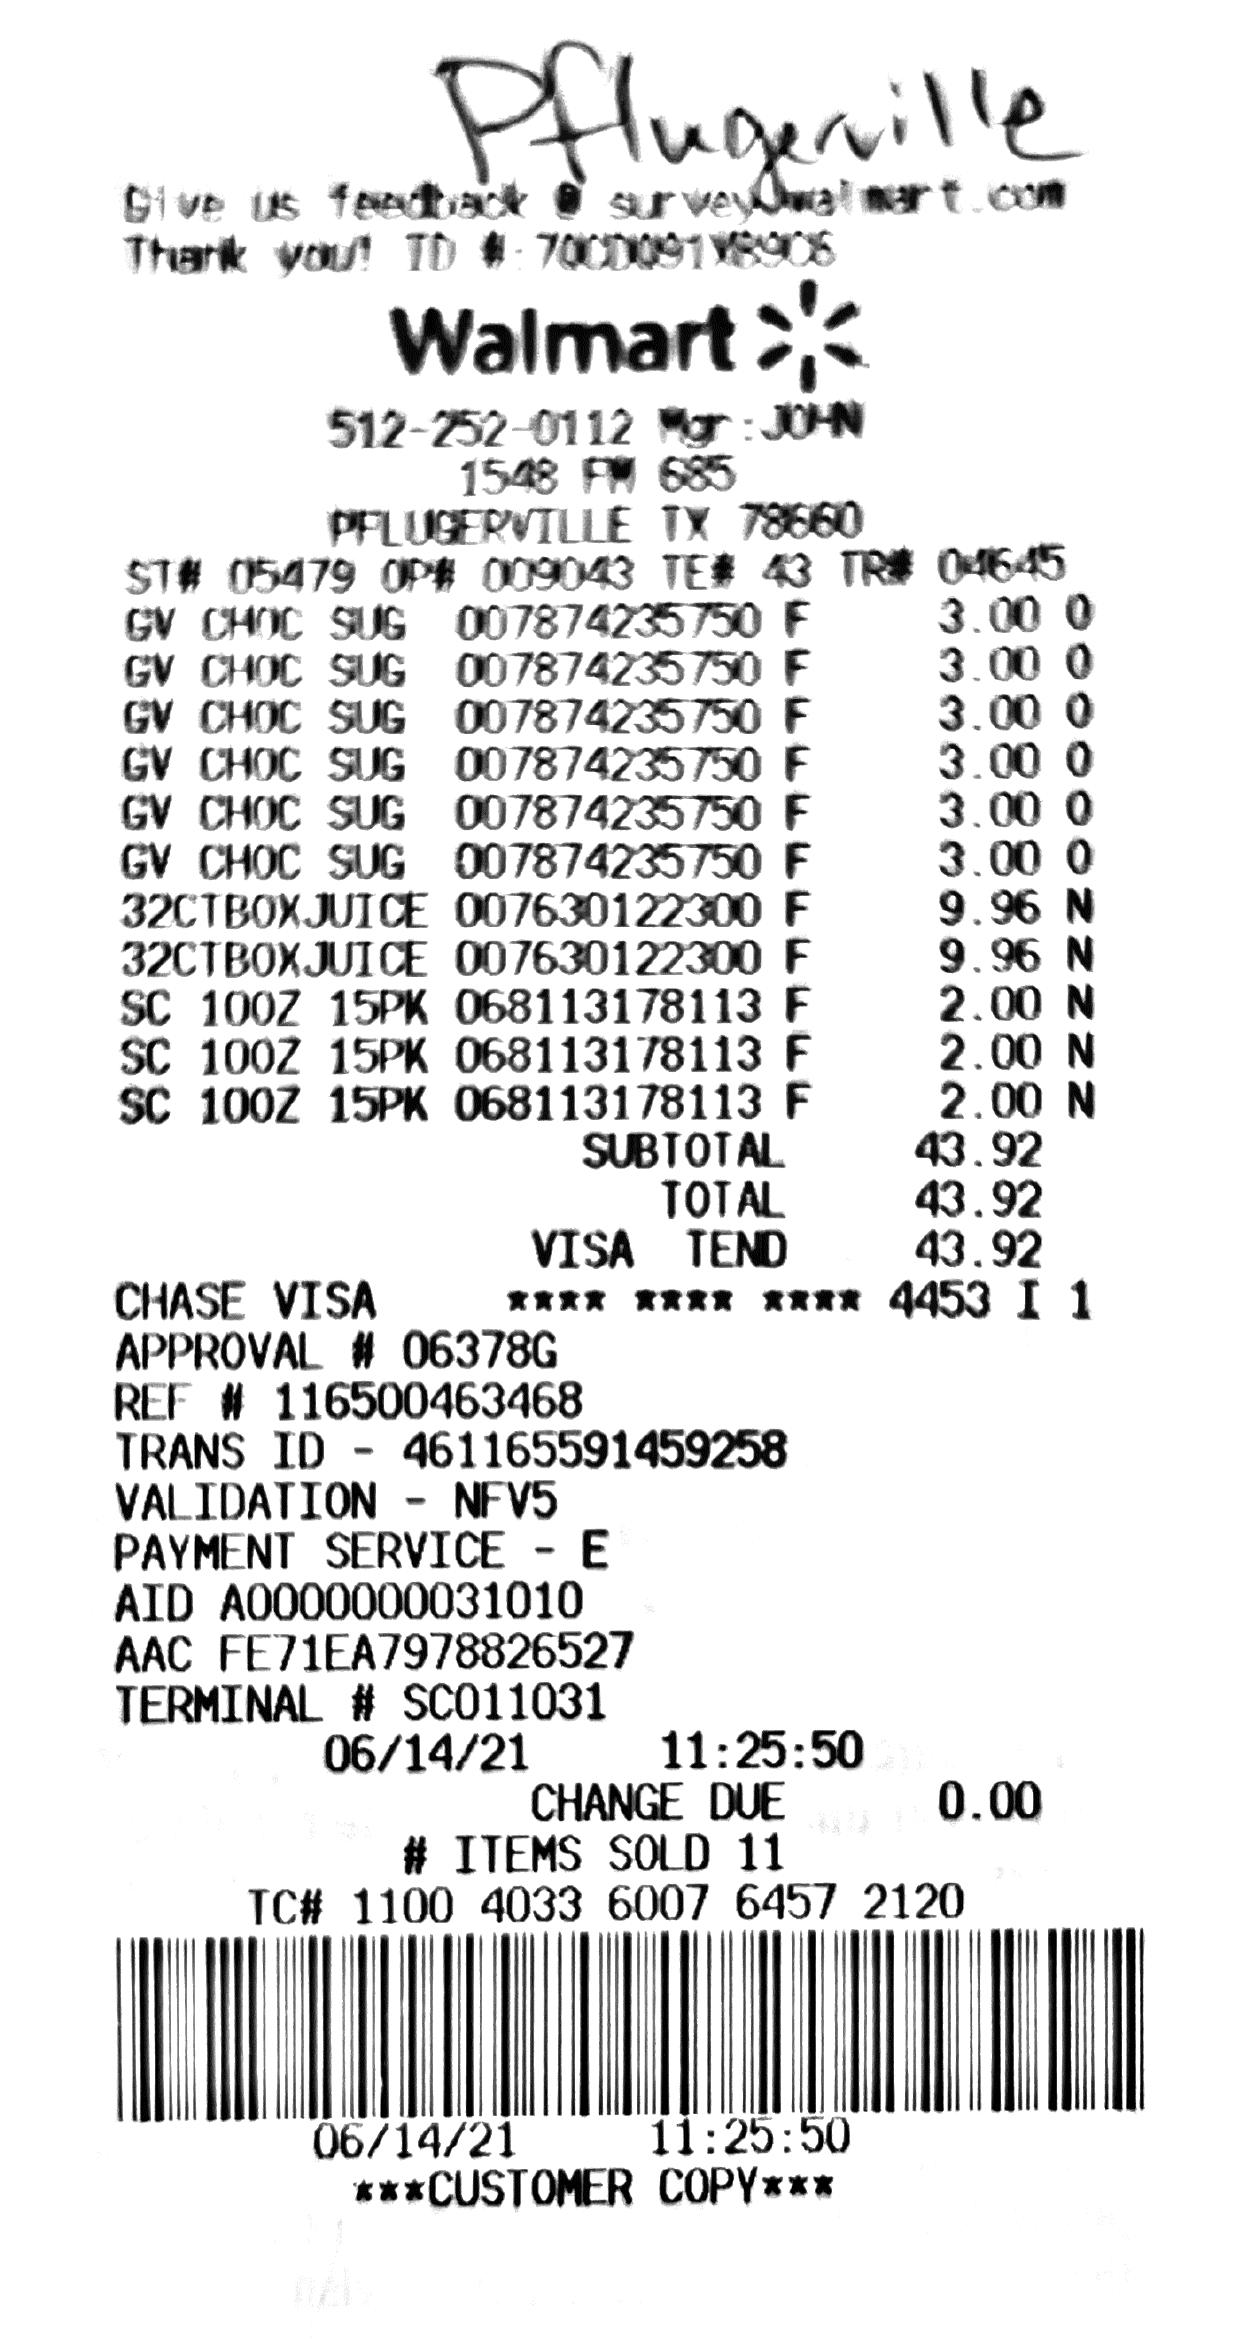 Pflugerville
Give us feedback @ survey.walmart.com
Thank you! ID #:
Walmart
512-252-0112 Mgr:JOHN
1548 FM 685
PFLUGERVILLE TX 78660
ST# 05479 OP# 009043 TE# 43 TR# 04645
GV CHOC SUG 007874235750 F 3.00 O
GV CHOC SUG 007874235750 F 3.00 O
GV CHOC SUG 007874235750 F 3.00 O
GV CHOC SUG 007874235750 F 3.00 O
GV CHOC SUG 007874235750 F 3.00 O
GV CHOC SUG 007874235750 F 3.00 O
32CTBOXJUICE 007630122300 F 9.96 N
32CTBOXJUICE 007630122300 F 9.96 N
SC 10OZ 15PK 068113178113 F 2.00 N
SC 10OZ 15PK 068113178113 F 2.00 N
SC 10OZ 15PK 068113178113 F 2.00 N
SUBTOTAL 43.92
TOTAL 43.92
VISA TEND 43.92
CHASE VISA **** **** **** 4453 I 1
APPROVAL # 06378G
REF # 116500463468
TRANS ID - 461165591459258
VALIDATION - NFV5
PAYMENT SERVICE - E
AID A0000000031010
AAC FE71EA7978826527
TERMINAL # SC011031
06/14/21 11:25:50
CHANGE DUE 0.00
# ITEMS SOLD 11
TC# 1100 4033 6007 6457 2120
06/14/21 11:25:50
***CUSTOMER COPY***